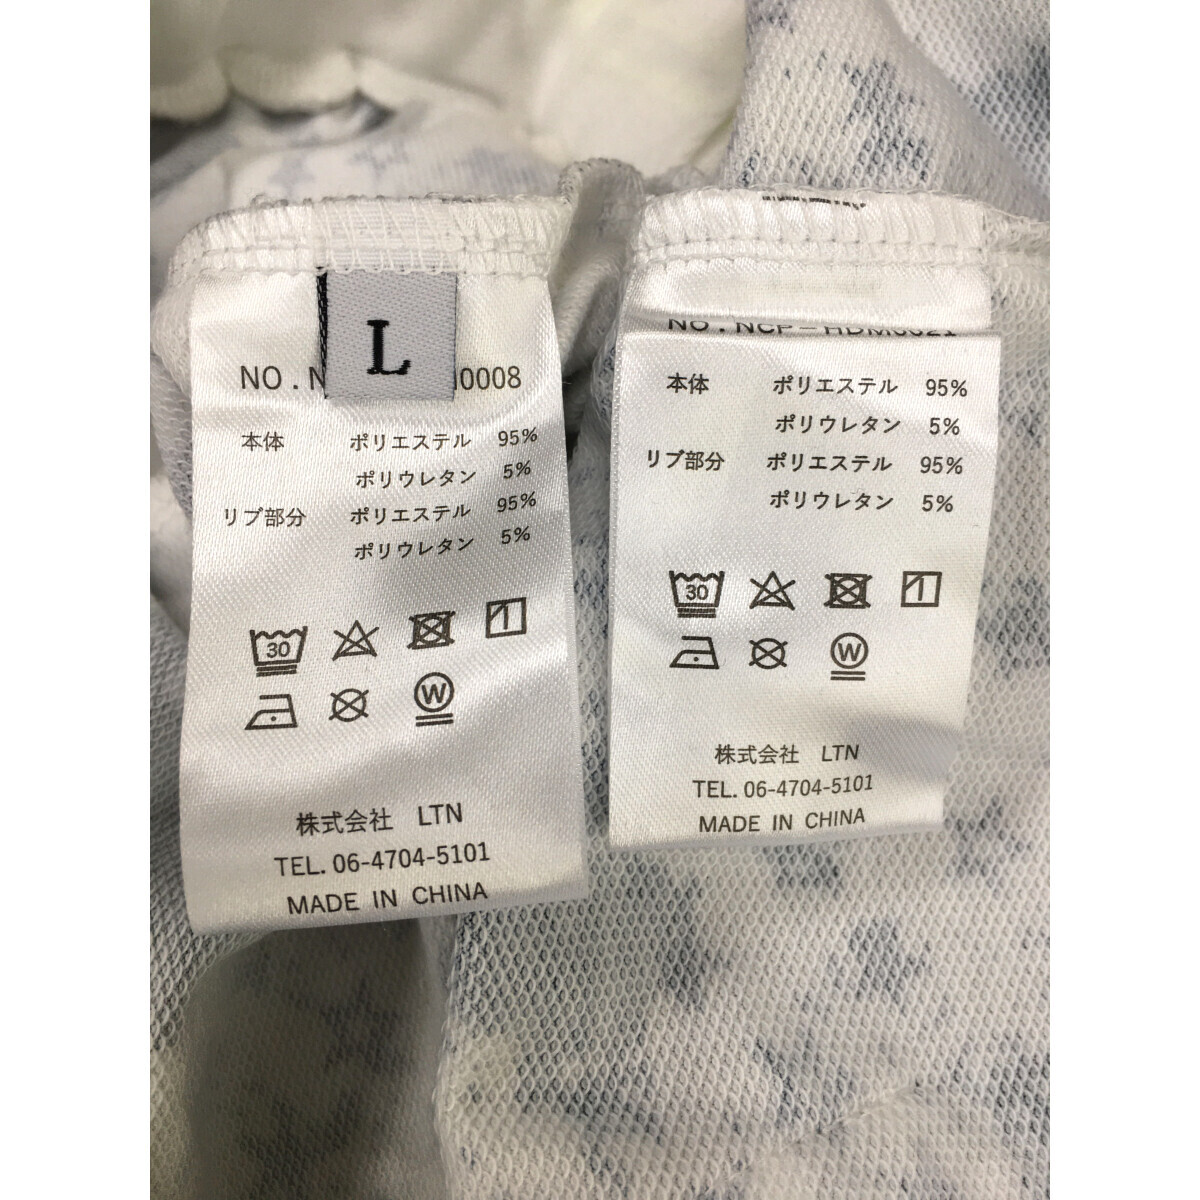 L
NO.N 0008
本体 ポリエステル 95%
ポリウレタン 5%
リブ部分 ポリエステル 95%
ポリウレタン 5%
30
W
株式会社 LTN
TEL.06-4704-5101
MADE IN CHINA
NO.NCP-HDM0021
本体 ポリエステル 95%
ポリウレタン 5%
リブ部分 ポリエステル 95%
ポリウレタン 5%
30
W
株式会社 LTN
TEL.06-4704-5101
MADE IN CHINA